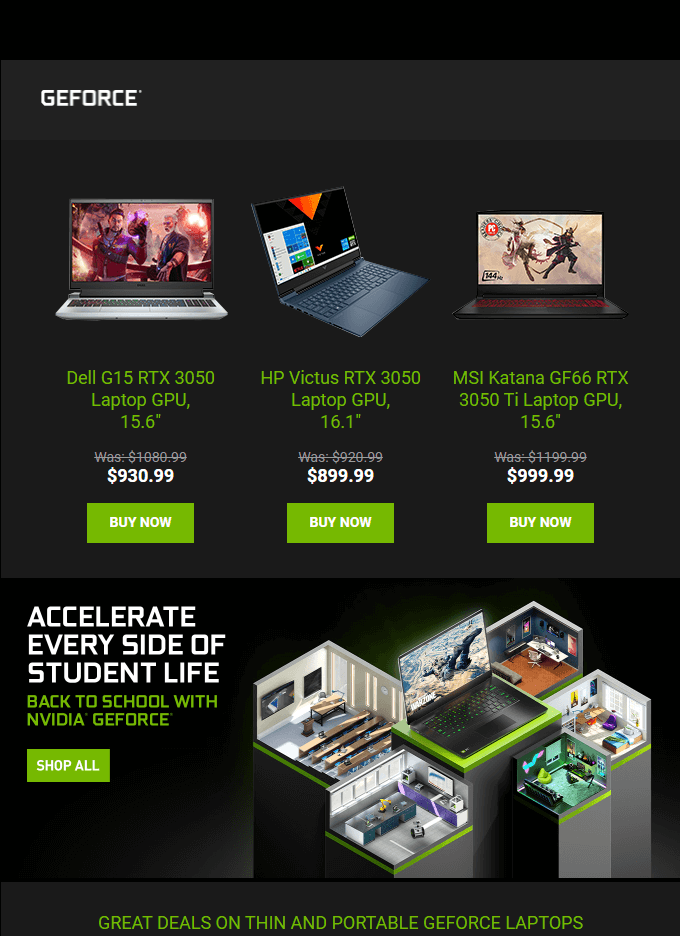 GEFORCE
PC
144Hz
Dell G15 RTX 3050
Laptop GPU,
15.6"
Was: $1080.99
$930.99
BUY NOW
HP Victus RTX 3050
Laptop GPU,
16.1"
Was: $920.99
$899.99
BUY NOW
MSI Katana GF66 RTX
3050 Ti Laptop GPU,
15.6"
Was: $1199.99
$999.99
BUY NOW
ACCELERATE
EVERY SIDE OF
STUDENT LIFE
BACK TO SCHOOL WITH
NVIDIA® GEFORCE®
SHOP ALL
WARZONE
GREAT DEALS ON THIN AND PORTABLE GEFORCE LAPTOPS